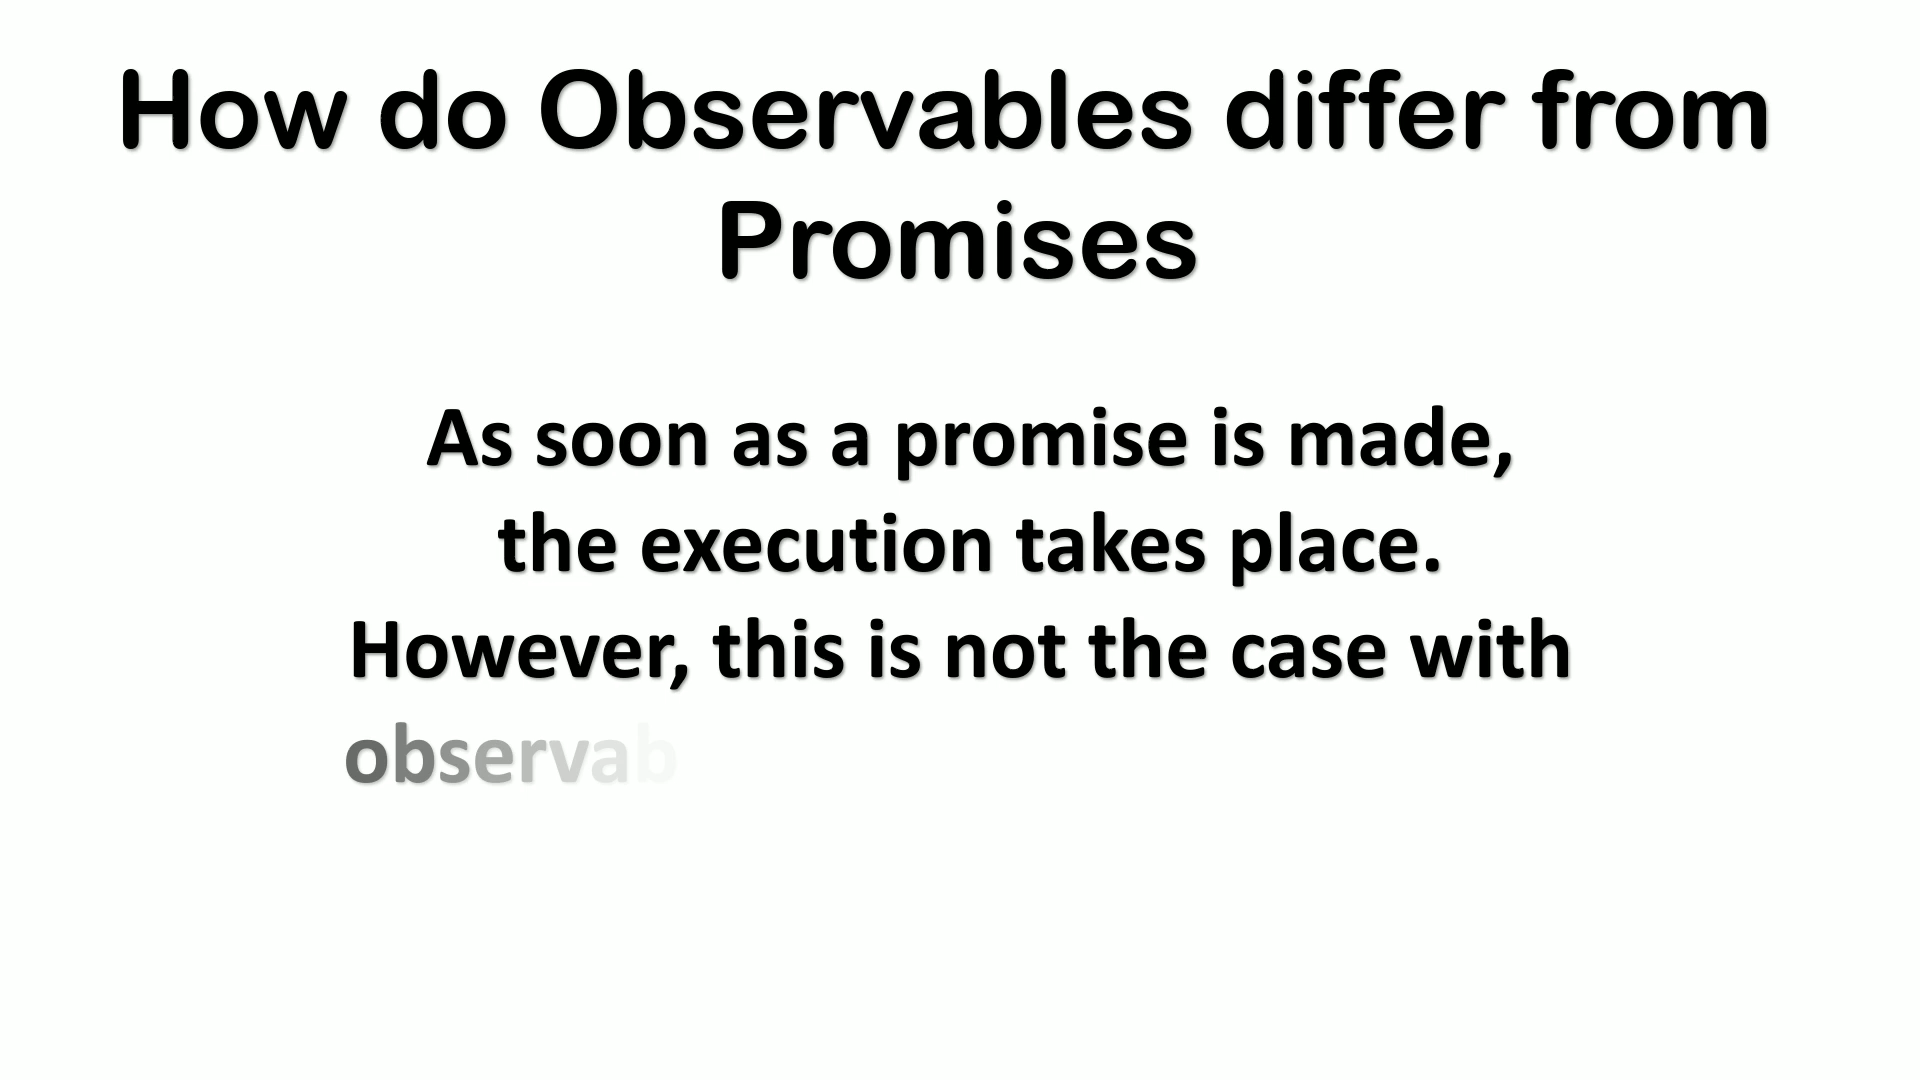 How do Observables differ from
Promises
As soon as a promise is made,
the execution takes place.
However, this is not the case with
observab